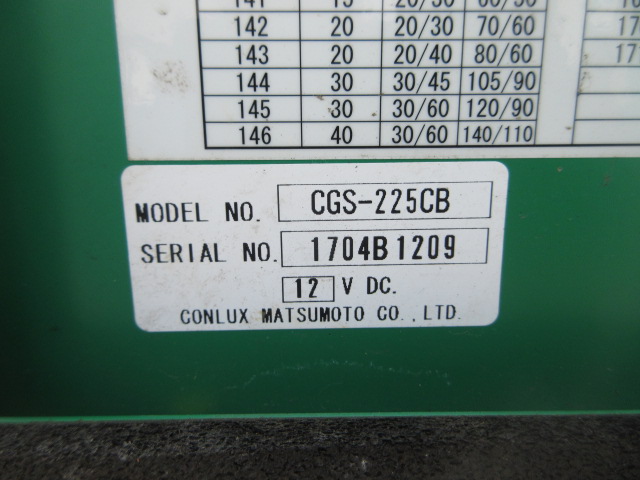 142 20 20/30 70/60
143 20 20/40 80/60
144 30 30/45 105/90
145 30 30/60 120/90
146 40 30/60 140/110
MODEL NO. CGS-225CB
SERIAL NO. 1704B1209
12 V DC.
CONLUX MATSUMOTO CO., LTD.